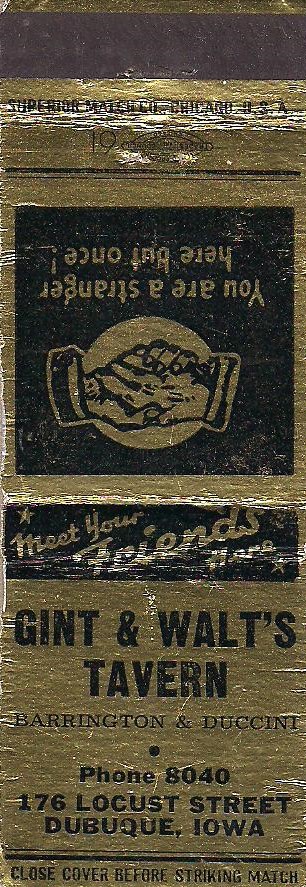 SUPERIOR MATCH CO. CHICAGO, U.S.A.
19
You are a stranger
here but once!
Meet Your
Friends
Here
GINT & WALT'S
TAVERN
BARRINGTON & DUCCINI
Phone 8040
176 LOCUST STREET
DUBUQUE, IOWA
CLOSE COVER BEFORE STRIKING MATCH